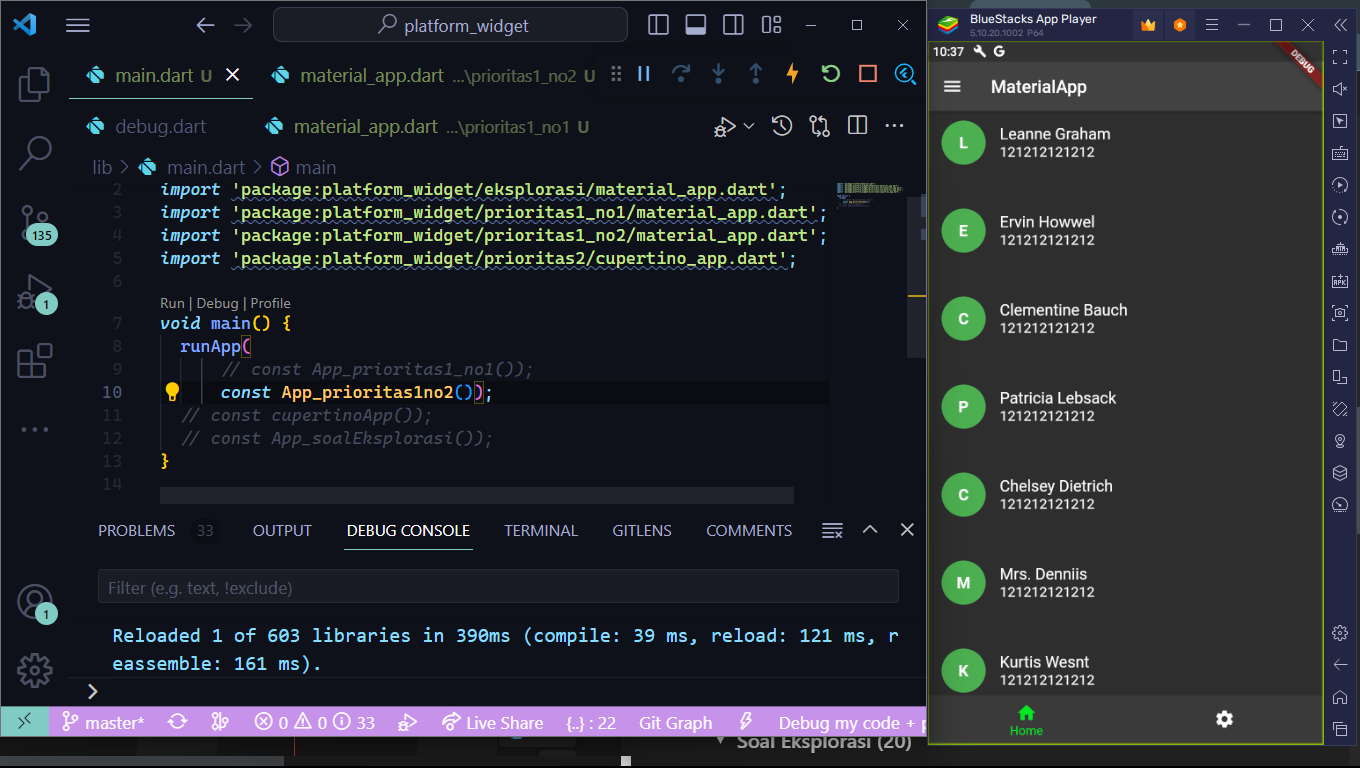 platform_widget
main.dart U
material_app.dart ...\prioritas1_no2 U
debug.dart
material_app.dart ...\prioritas1_no1 U
lib > main.dart > main
2 import 'package:platform_widget/eksplorasi/material_app.dart';
3 import 'package:platform_widget/prioritas1_no1/material_app.dart';
4 import 'package:platform_widget/prioritas1_no2/material_app.dart';
5 import 'package:platform_widget/prioritas2/cupertino_app.dart';
6
Run | Debug | Profile
7 void main() {
8 runApp(
9 // const App_prioritas1_no1());
10 const App_prioritas1no2());
11 // const cupertinoApp());
12 // const App_soalEksplorasi());
13 }
14
135
1
1
PROBLEMS 33 OUTPUT DEBUG CONSOLE TERMINAL GITLENS COMMENTS
Filter (e.g. text, !exclude)
Reloaded 1 of 603 libraries in 390ms (compile: 39 ms, reload: 121 ms, r
eassemble: 161 ms).
master* 0 0 33 Live Share {..} : 22 Git Graph Debug my code +
Soal Eksplorasi (20)
BlueStacks App Player
5.10.20.1002 P64
10:37 G
DEBUG
MaterialApp
L
Leanne Graham
121212121212
E
Ervin Howwel
121212121212
C
Clementine Bauch
121212121212
P
Patricia Lebsack
121212121212
C
Chelsey Dietrich
121212121212
M
Mrs. Denniis
121212121212
K
Kurtis Wesnt
121212121212
Home